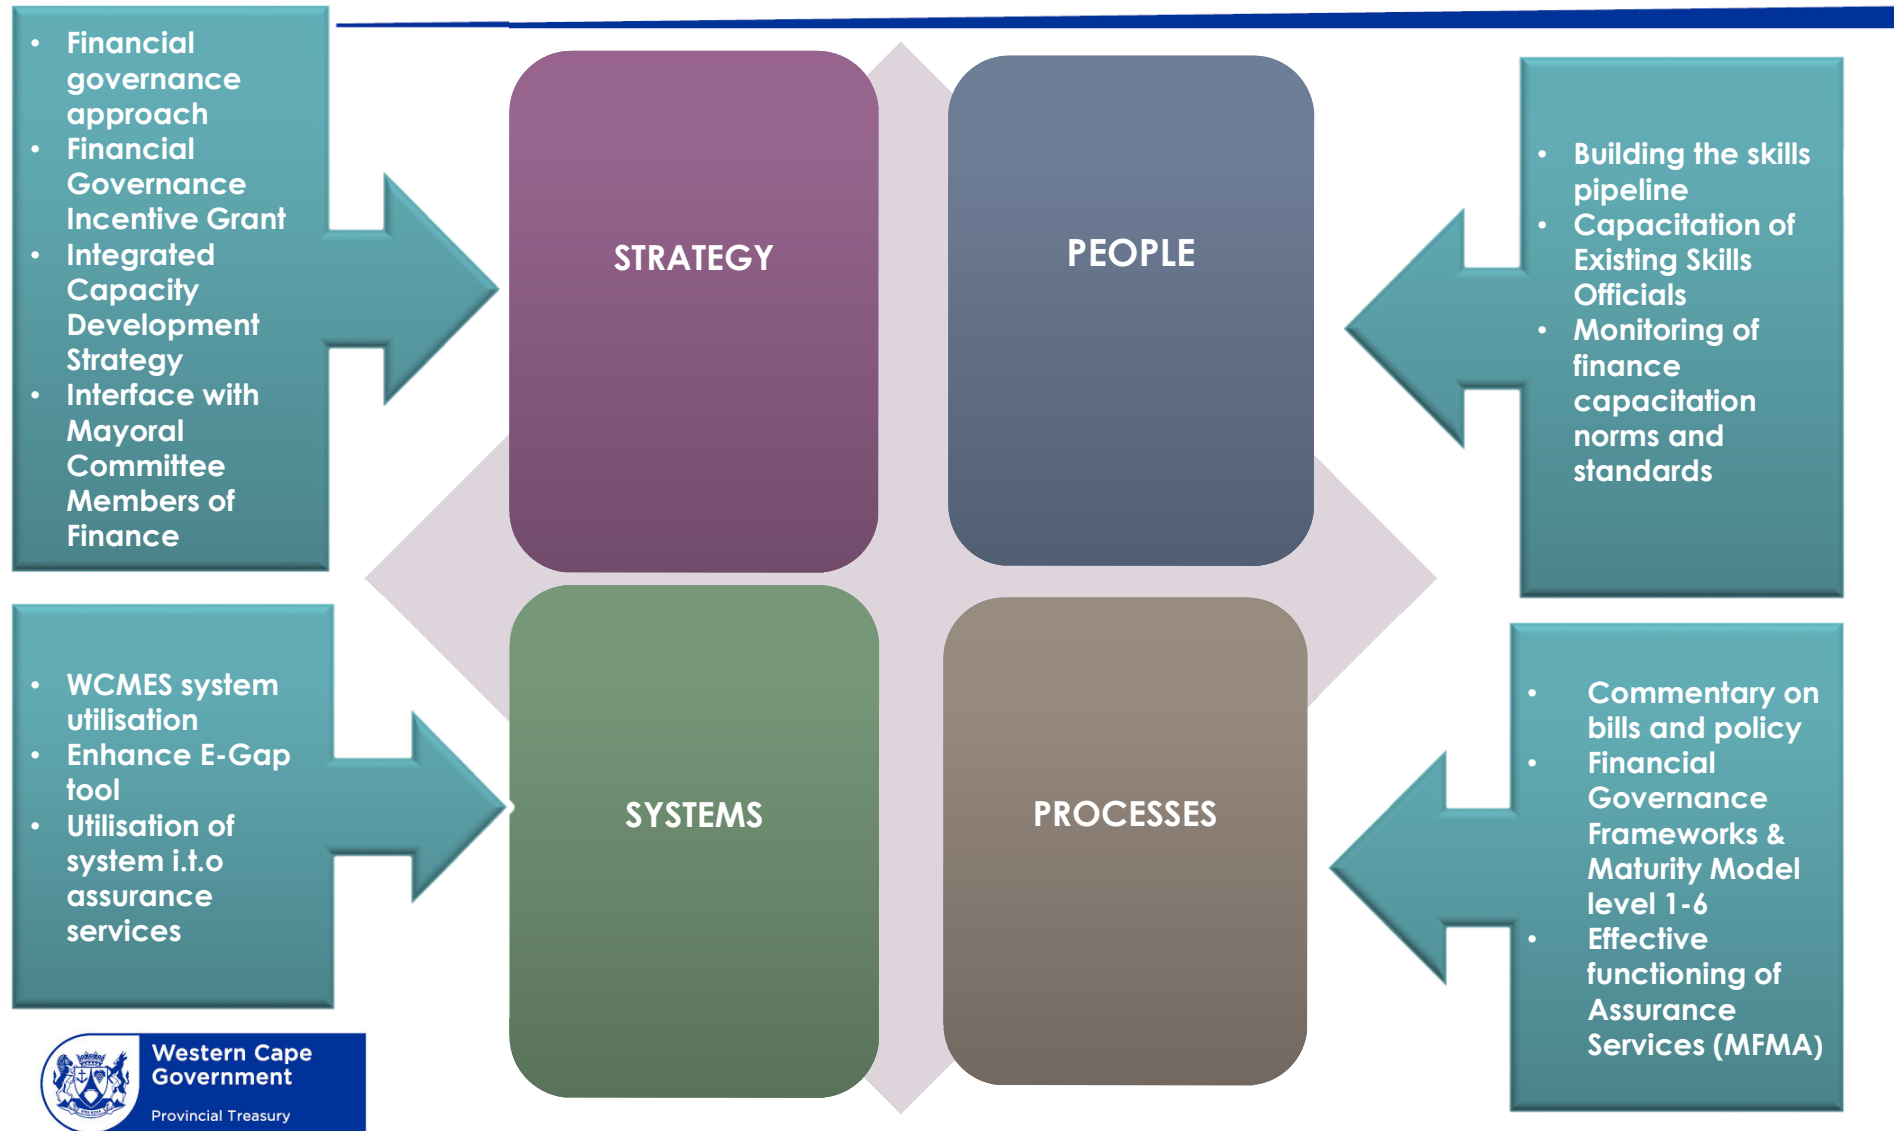 • Financial
governance
approach
• Financial
Governance
Incentive Grant
• Integrated
Capacity
Development
Strategy
• Interface with
Mayoral
Committee
Members of
Finance
STRATEGY
PEOPLE
• Building the skills
pipeline
• Capacitation of
Existing Skills
Officials
• Monitoring of
finance
capacitation
norms and
standards
• WCMES system
utilisation
• Enhance E-Gap
tool
• Utilisation of
system i.t.o
assurance
services
SYSTEMS
PROCESSES
• Commentary on
bills and policy
• Financial
Governance
Frameworks &
Maturity Model
level 1-6
• Effective
functioning of
Assurance
Services (MFMA)
Western Cape
Government
Provincial Treasury